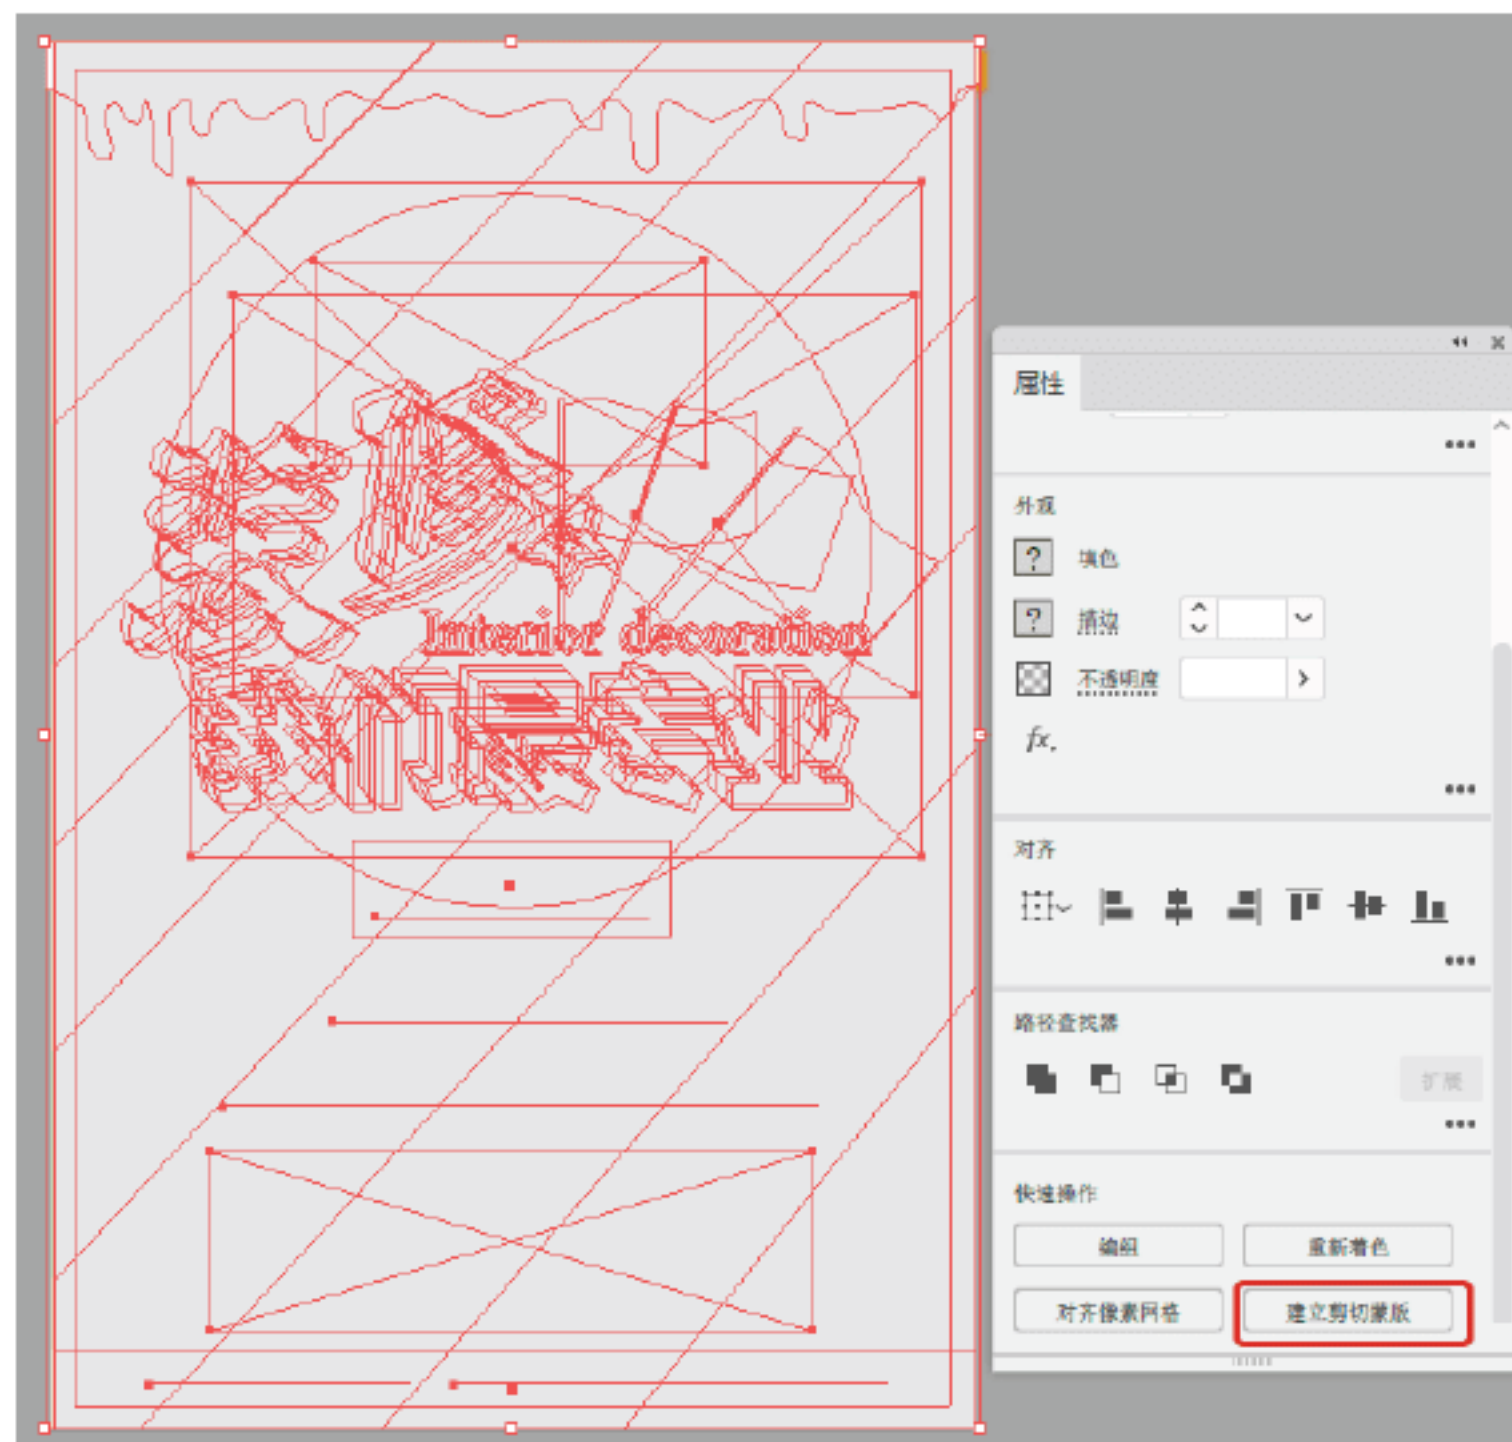 属性
外观
? 填色
? 描边
不透明度
fx.
对齐
路径查找器
扩展
快速操作
编组
重新着色
对齐像素网格
建立剪切蒙版
Interior decoration